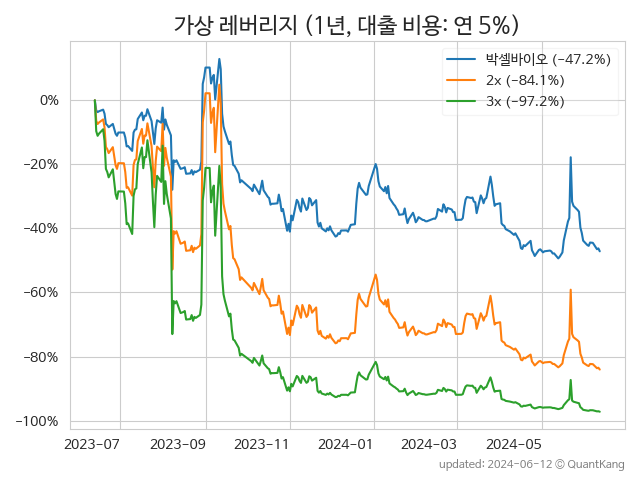 가상 레버리지 (1년, 대출 비용: 연 5%)
박셀바이오 (−47.2%)
2x (−84.1%)
3x (−97.2%)
0%
−20%
−40%
−60%
−80%
−100%
2023-07 2023-09 2023-11 2024-01 2024-03 2024-05
updated: 2024-06-12 © QuantKang